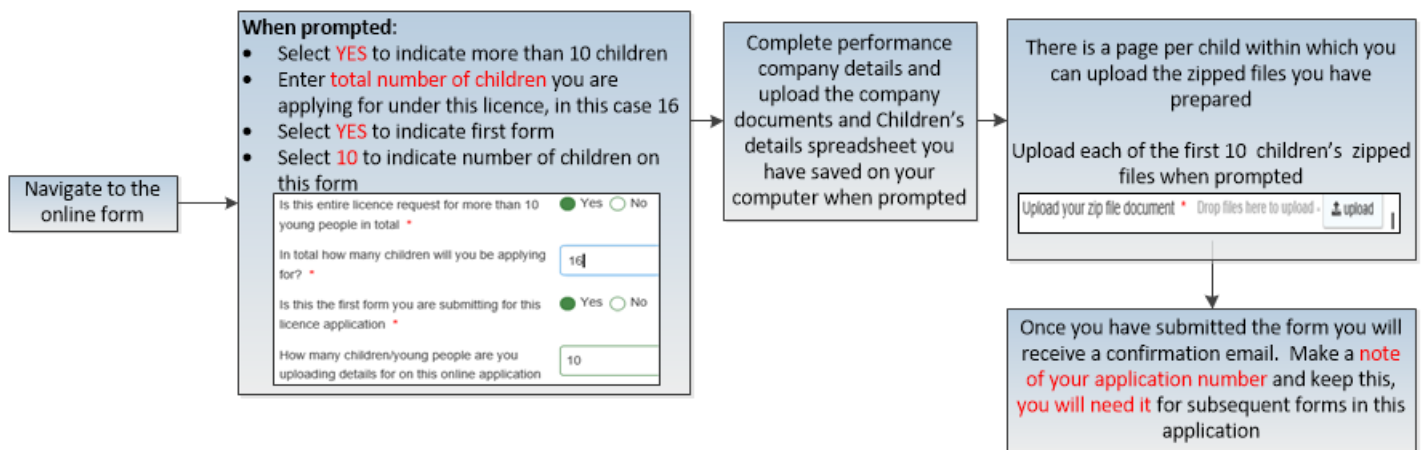 Navigate to the
online form
When prompted:
• Select YES to indicate more than 10 children
• Enter total number of children you are
applying for under this licence, in this case 16
• Select YES to indicate first form
• Select 10 to indicate number of children on
this form
Is this entire licence request for more than 10 Yes No
young people in total *
In total how many children will you be applying 16
for? *
Is this the first form you are submitting for this Yes No
licence application *
How many children/young people are you 10
uploading details for on this online application
Complete performance
company details and
upload the company
documents and Children's
details spreadsheet you
have saved on your
computer when prompted
There is a page per child within which you
can upload the zipped files you have
prepared
Upload each of the first 10 children's zipped
files when prompted
Upload your zip file document * Drop files here to upload - upload
Once you have submitted the form you will
receive a confirmation email. Make a note
of your application number and keep this,
you will need it for subsequent forms in this
application